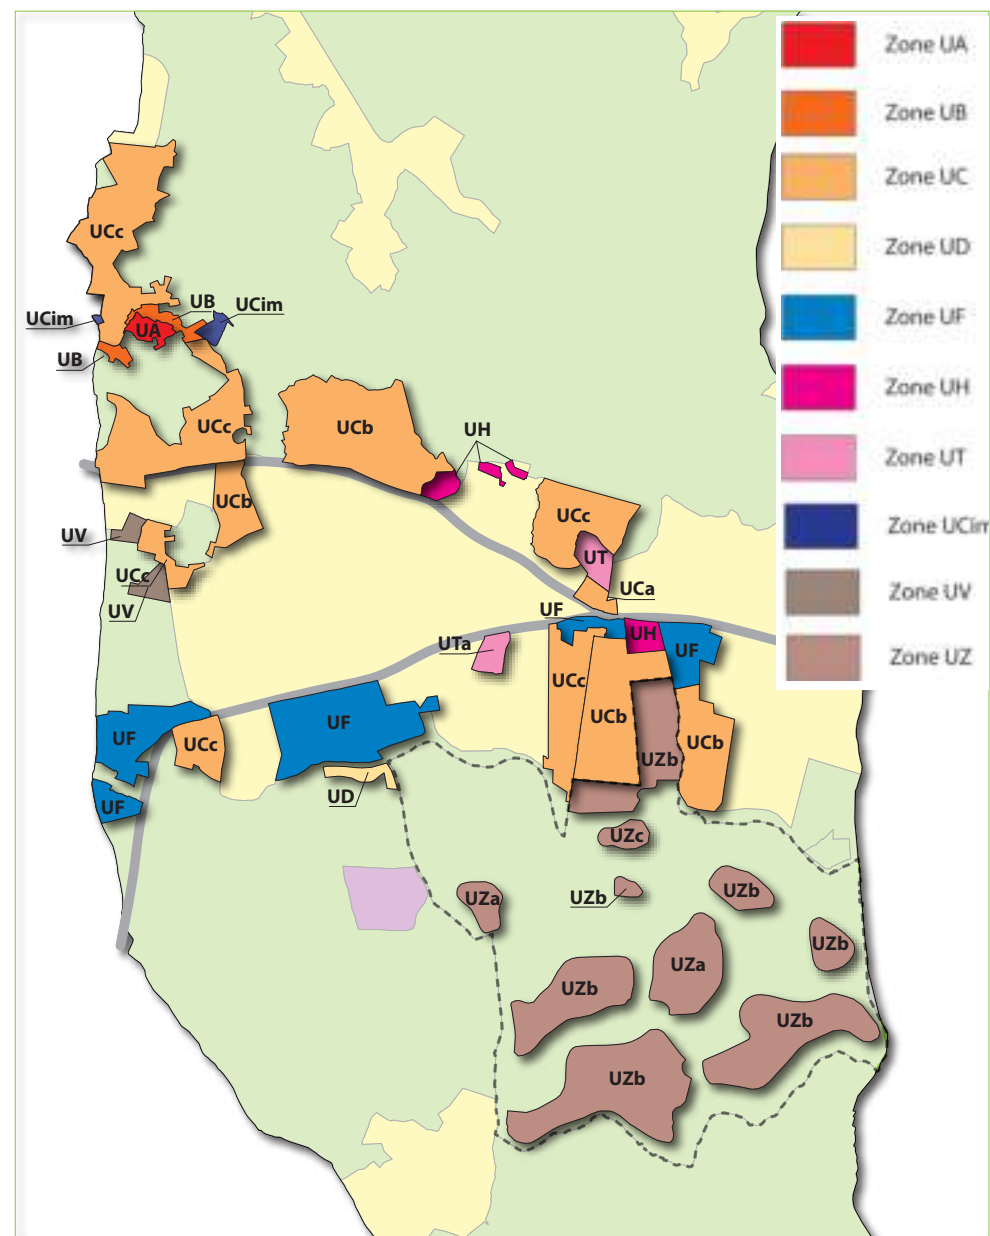 Zone UA
Zone UB
Zone UC
UCc
Zone UD
UB
UCim
UCim
UA
Zone UF
UB
Zone UH
UCc
UCb
UH
Zone UT
UCb
UCc
Zone UCim
UV
UT
UCc
UCa
Zone UV
UV
UF
UH
UTa
UF
Zone UZ
UCc
UCb
UF
UF
UCc
UCb
UZb
UD
UF
UZc
UZb
UZb
UZa
UZb
UZa
UZb
UZb
UZb